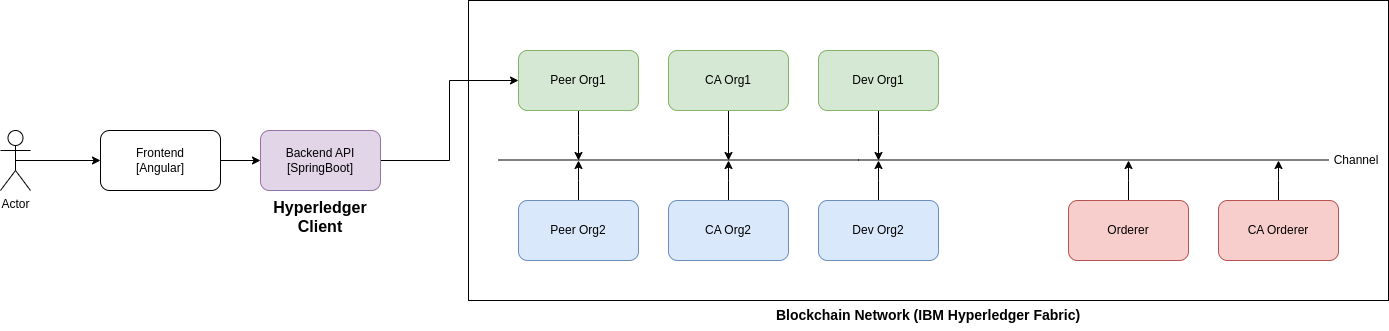 Peer Org1
CA Org1
Dev Org1
Frontend
[Angular]
Backend API
[SpringBoot]
Channel
Actor
Hyperledger
Client
Peer Org2
CA Org2
Dev Org2
Orderer
CA Orderer
Blockchain Network (IBM Hyperledger Fabric)